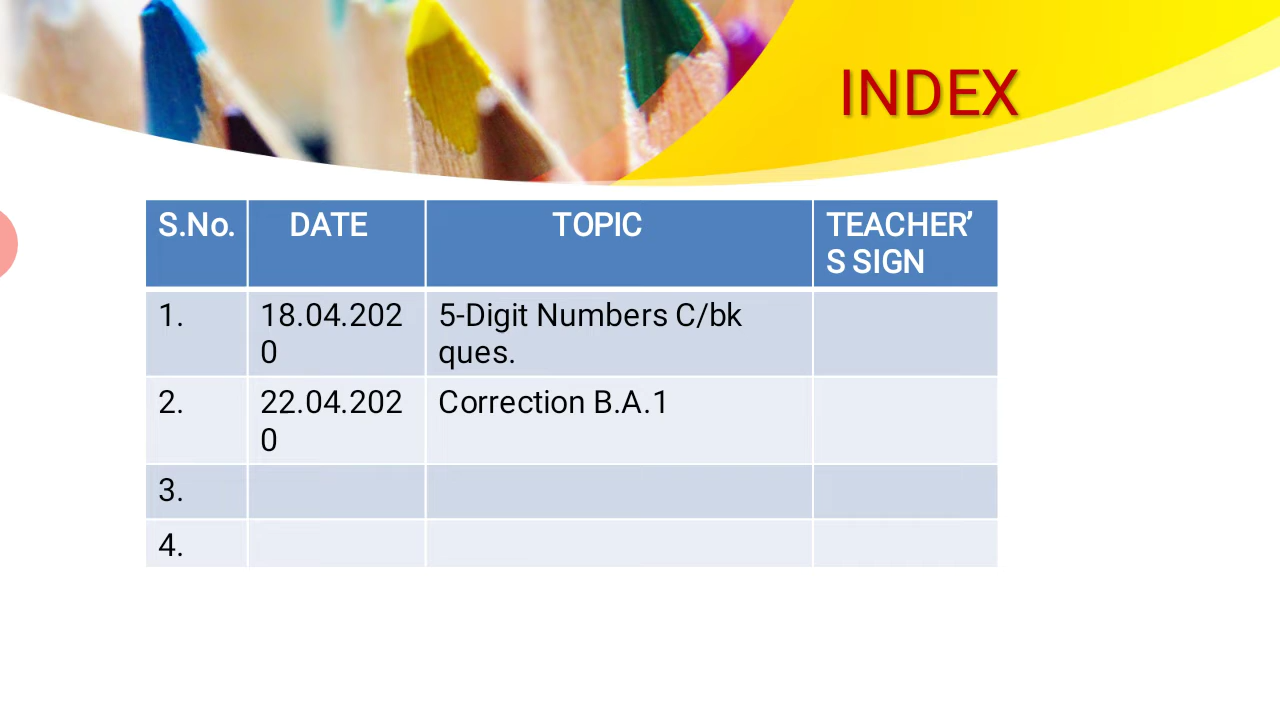 INDEX
S.No. DATE TOPIC TEACHER’
S SIGN
1. 18.04.202 5-Digit Numbers C/bk
0 ques.
2. 22.04.202 Correction B.A.1
0
3.
4.